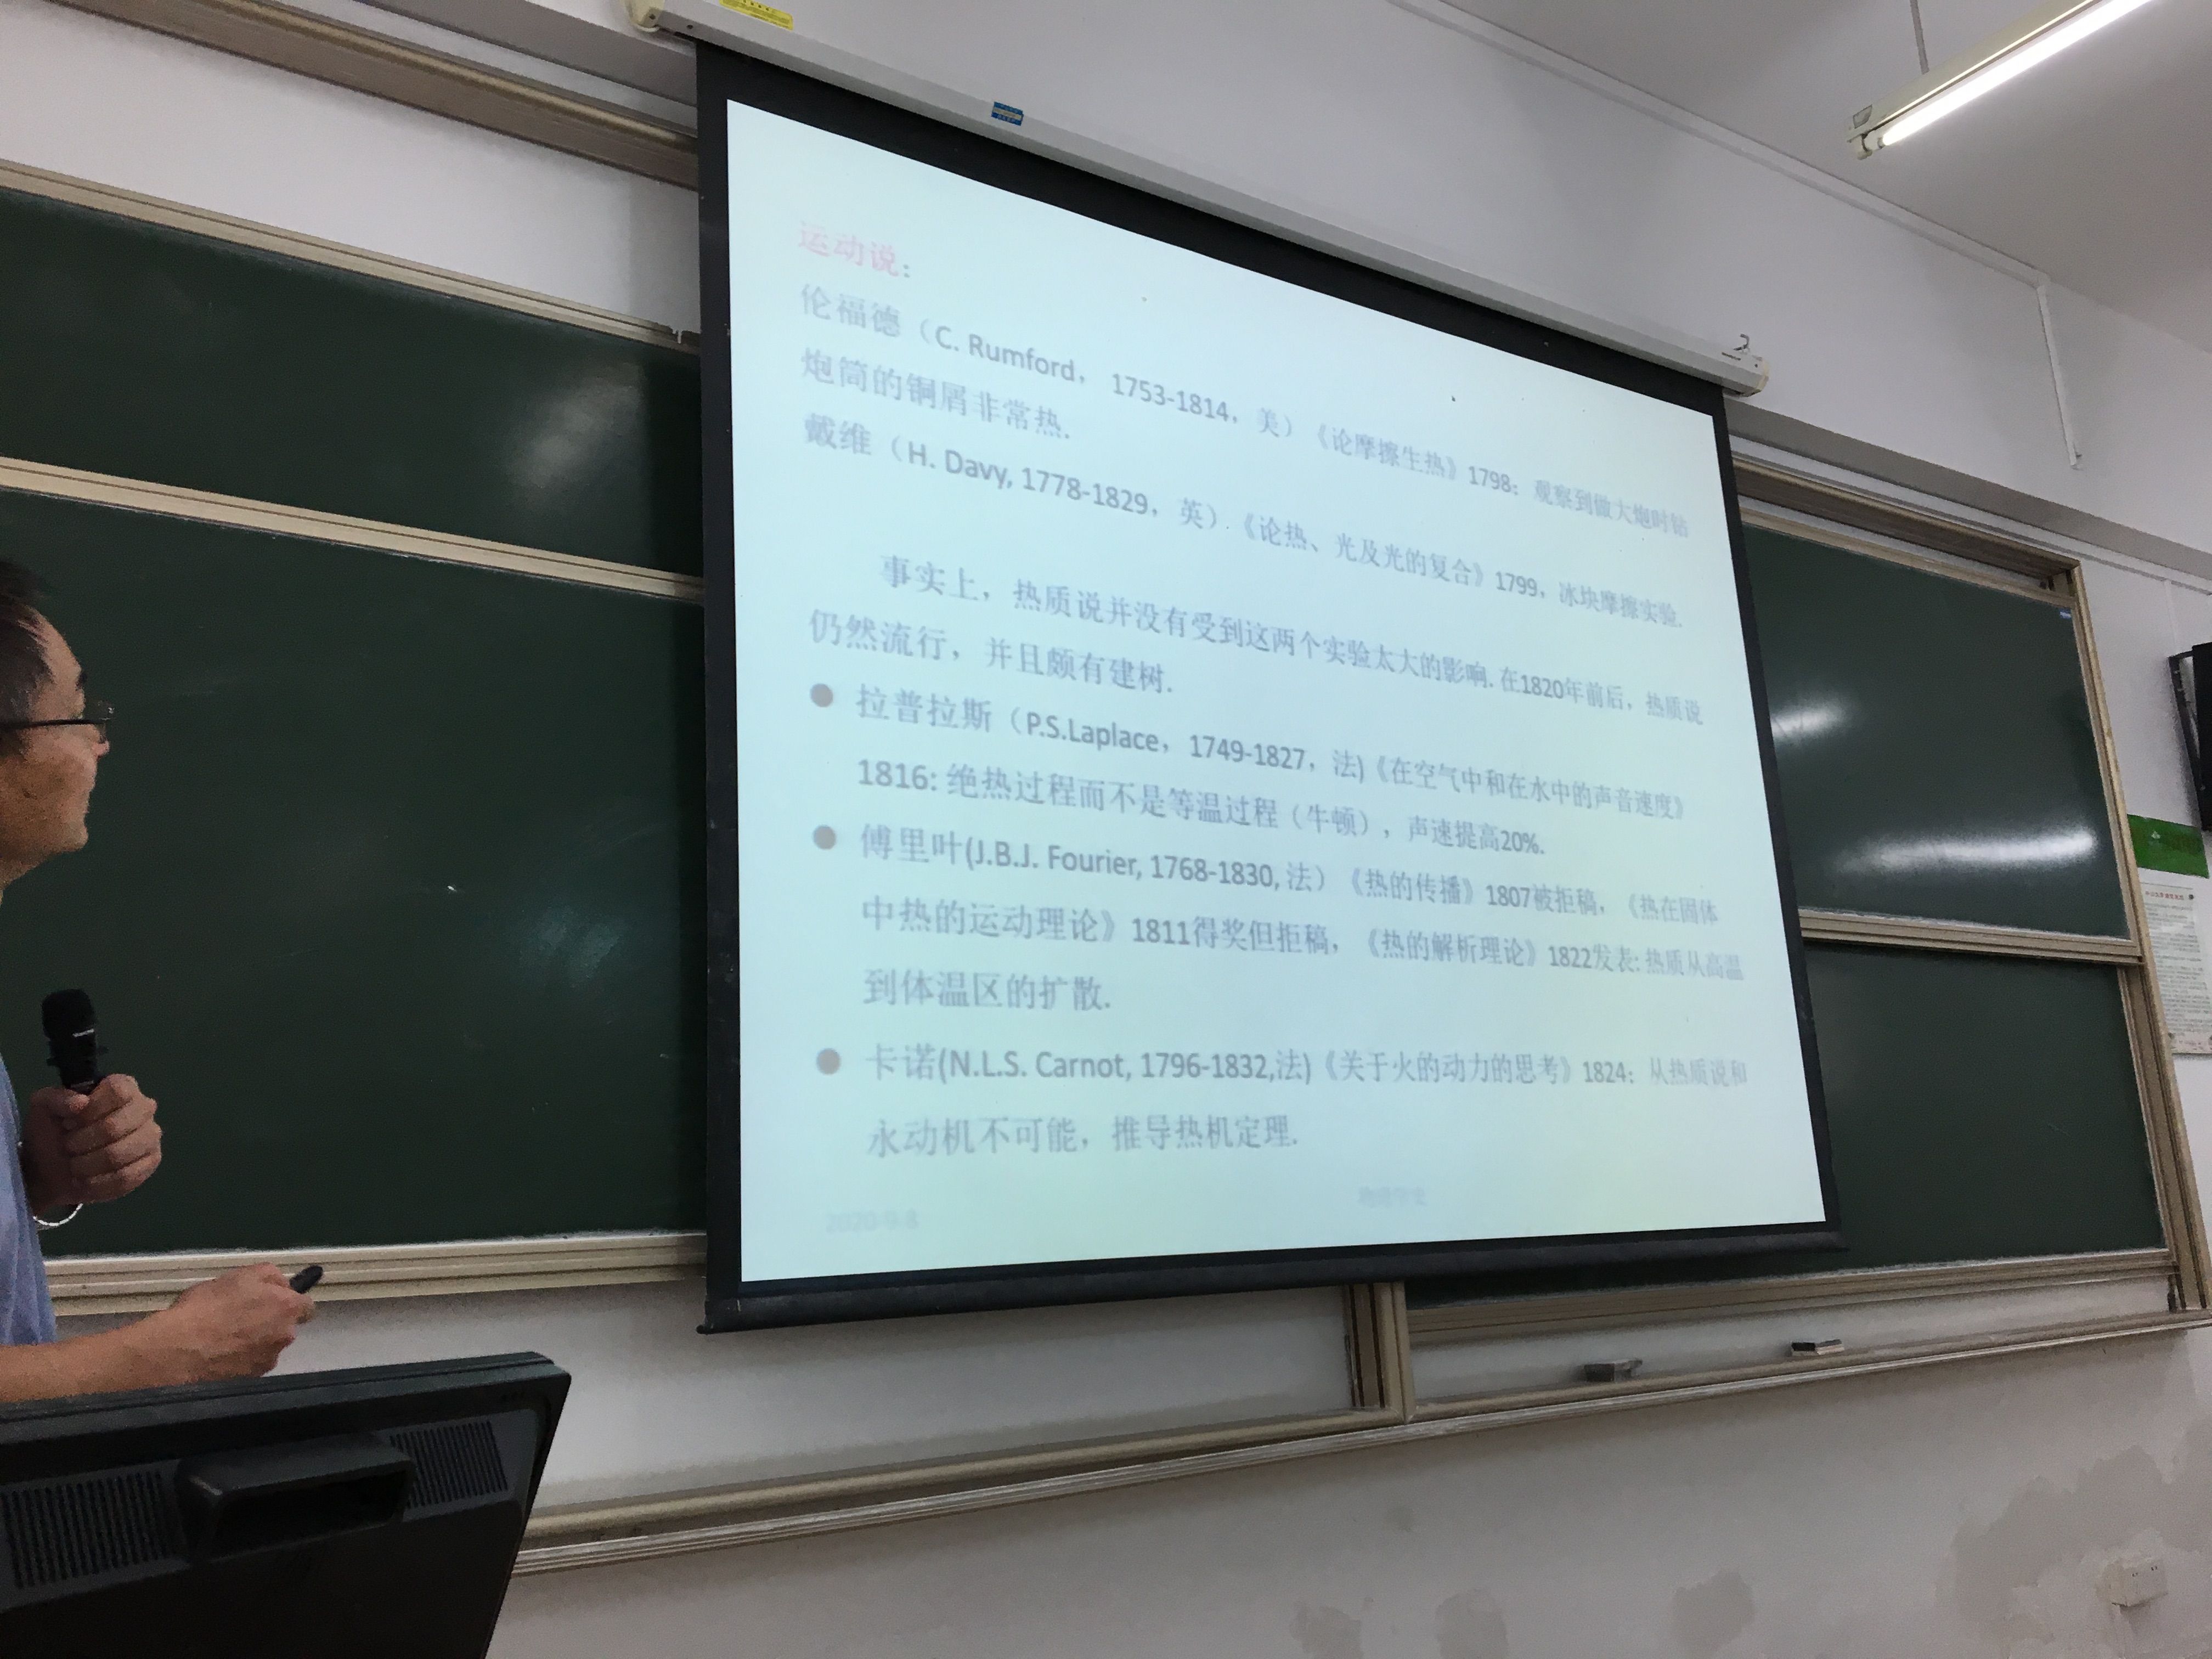 运动说：
伦福德（C. Rumford， 1753-1814，美）《论摩擦生热》1798：观察到做大炮时钻
炮筒的铜屑非常热.
戴维（H. Davy, 1778-1829，英）.《论热、光及光的复合》1799，冰块摩擦实验.
事实上，热质说并没有受到这两个实验太大的影响. 在1820年前后，热质说
仍然流行，并且颇有建树.
● 拉普拉斯（P.S.Laplace，1749-1827，法)《在空气中和在水中的声音速度》
1816: 绝热过程而不是等温过程（牛顿），声速提高20%.
● 傅里叶(J.B.J. Fourier, 1768-1830, 法）《热的传播》1807被拒稿，《热在固体
中热的运动理论》1811得奖但拒稿，《热的解析理论》1822发表: 热质从高温
到体温区的扩散.
● 卡诺(N.L.S. Carnot, 1796-1832,法)《关于火的动力的思考》1824：从热质说和
永动机不可能，推导热机定理.
2020-9-8